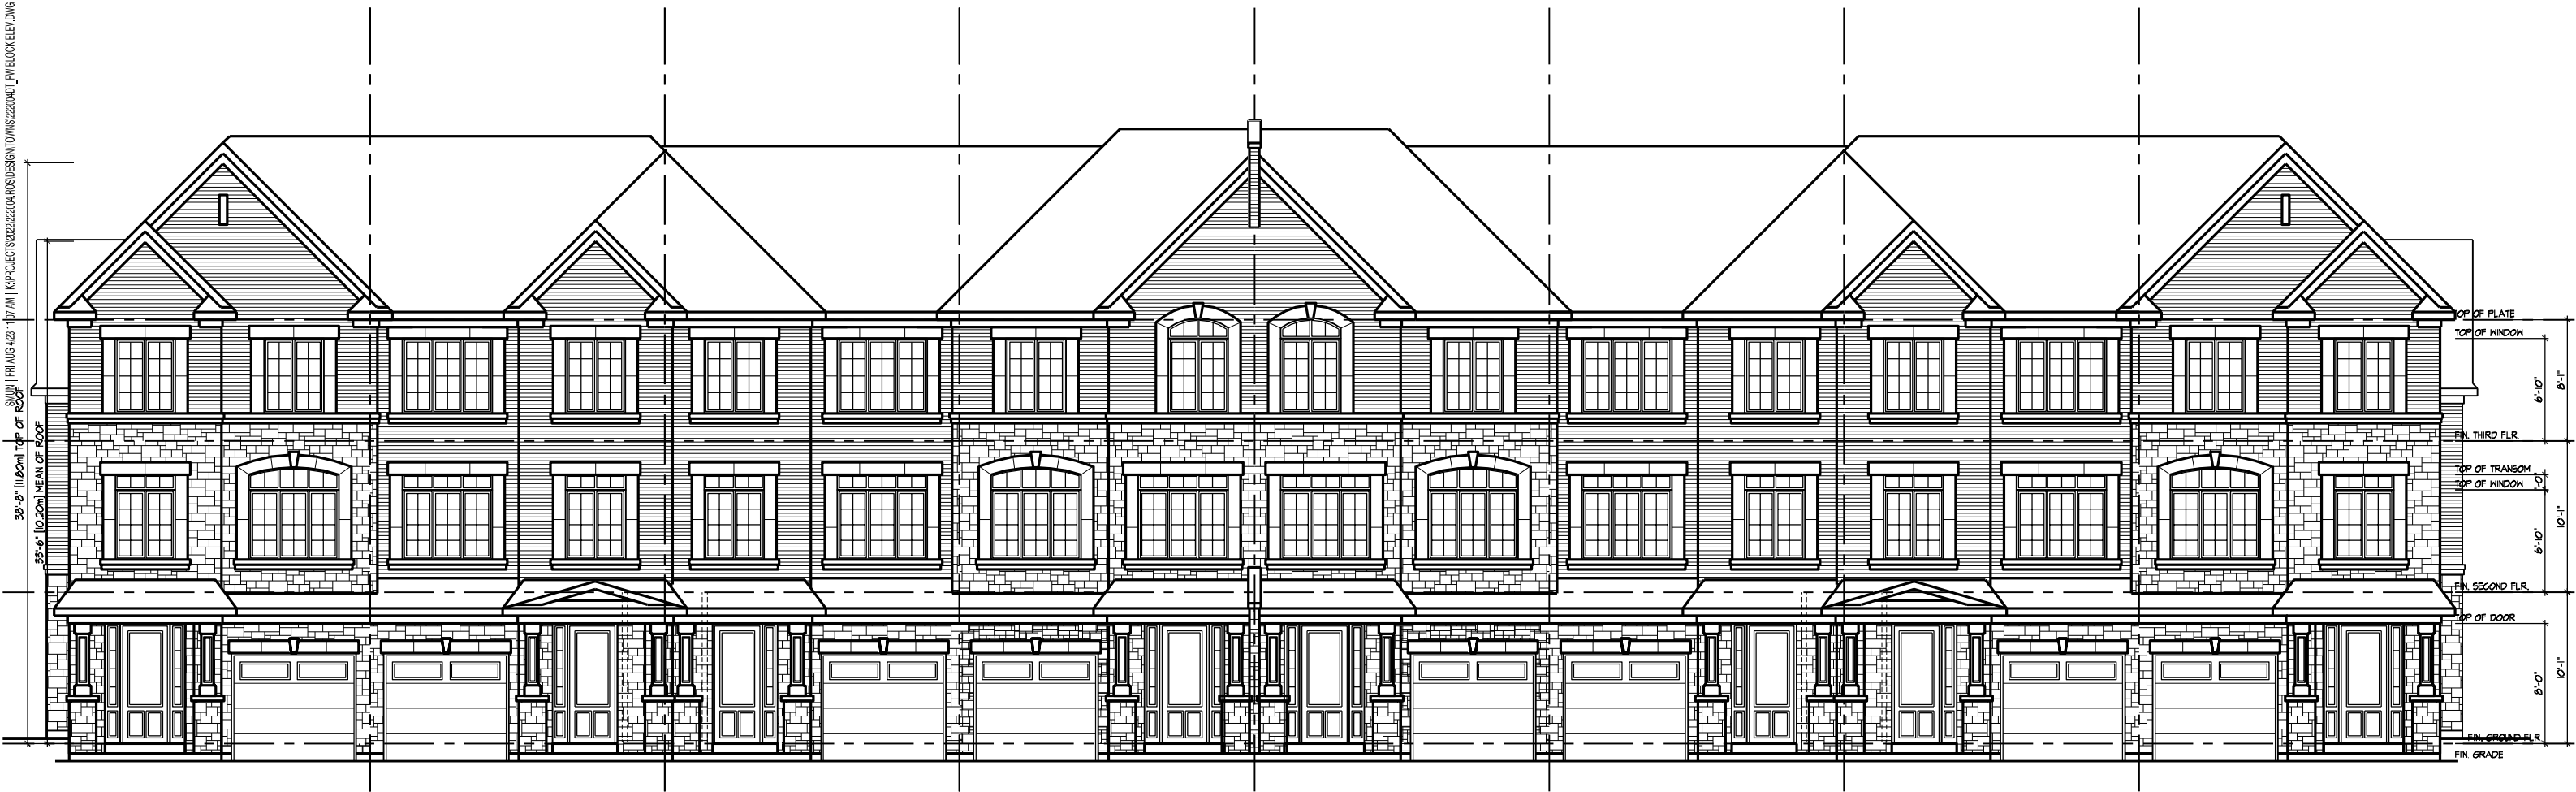 SMUN | FRI AUG 4/23 11:07 AM | K:\PROJECTS\2022\222004.ROS\DESIGN\TOWNS\222004DT_FW BLOCK ELEV.DWG
38'-8" [11.80m] TOP OF ROOF
33'-6" [10.20m] MEAN OF ROOF
TOP OF PLATE
TOP OF WINDOW
6'-10"
8'-1"
FIN. THIRD FLR.
TOP OF TRANSOM
1'-0"
TOP OF WINDOW
6'-10"
10'-1"
FIN. SECOND FLR.
TOP OF DOOR
8'-0"
10'-1"
FIN. GROUND FLR.
FIN. GRADE